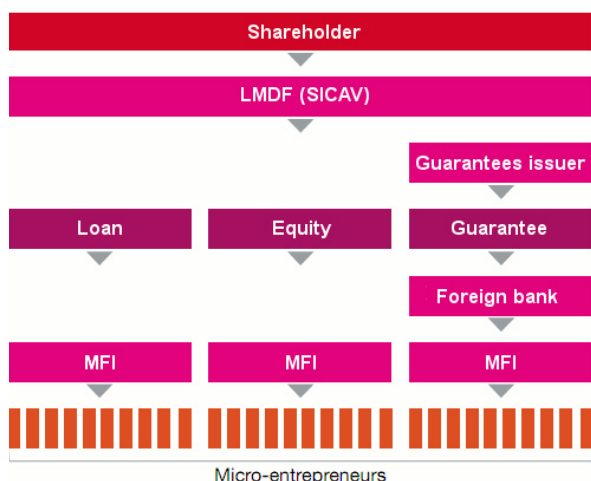 Shareholder
LMDF (SICAV)
Guarantees issuer
Loan
Equity
Guarantee
Foreign bank
MFI
MFI
MFI
Micro-entrepreneurs